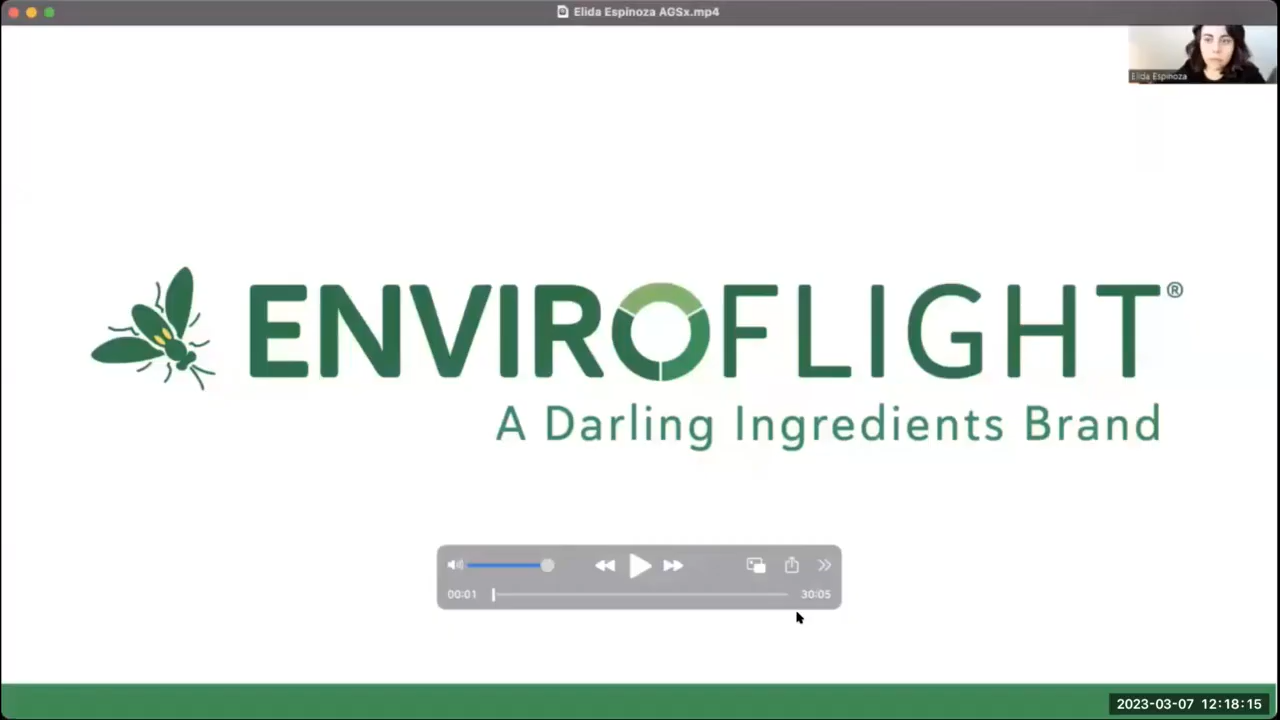 Elida Espinoza AGSx.mp4
Elida Espinoza
ENVIROFLIGHT®
A Darling Ingredients Brand
00:01
30:05
2023-03-07 12:18:15